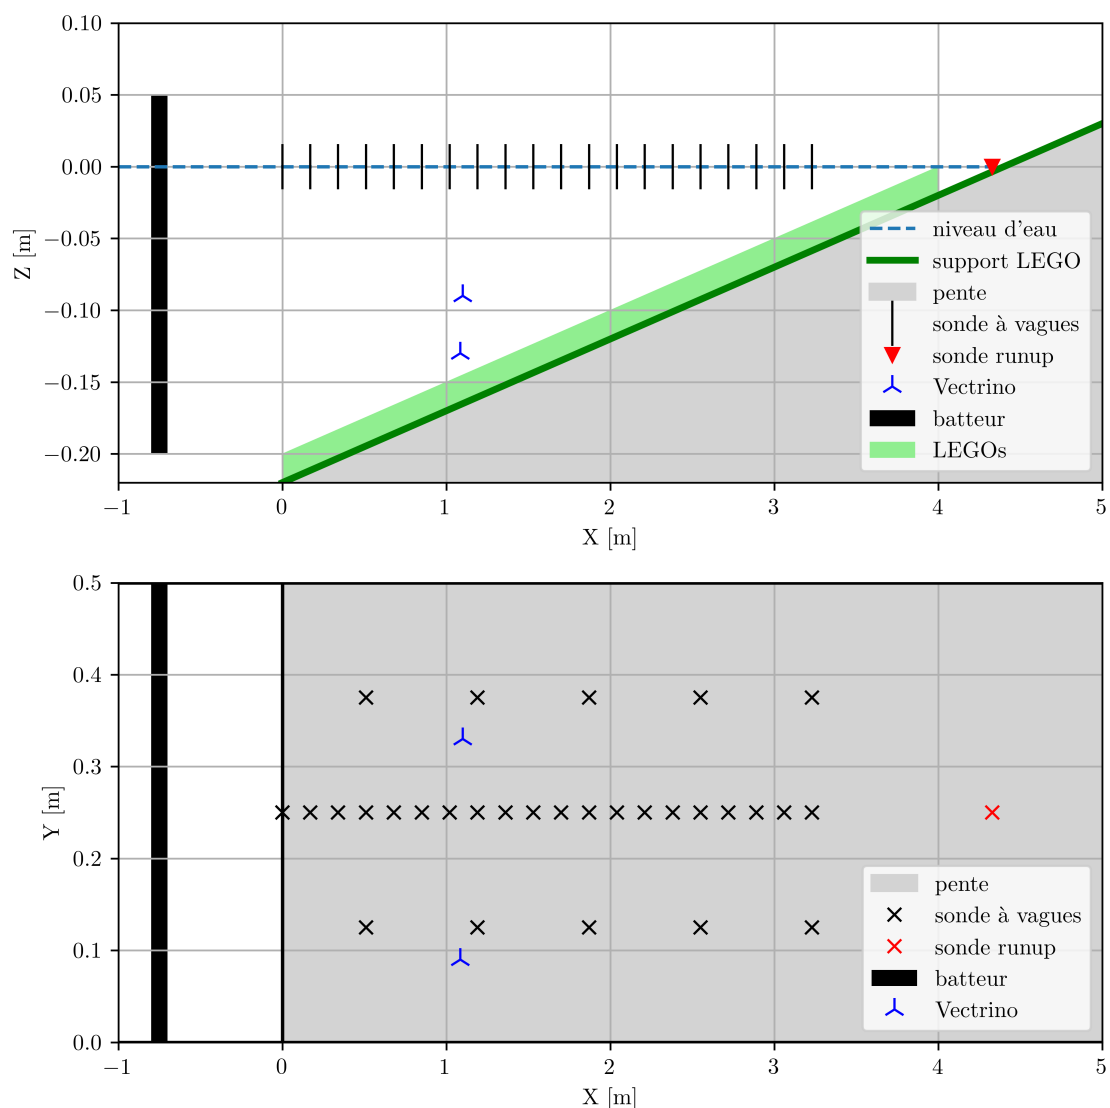 0.10
0.05
0.00
−0.05
−0.10
−0.15
−0.20
Z [m]
−1 0 1 2 3 4 5
X [m]
niveau d'eau
support LEGO
pente
sonde à vagues
sonde runup
Vectrino
batteur
LEGOs
0.5
0.4
0.3
0.2
0.1
0.0
Y [m]
−1 0 1 2 3 4 5
X [m]
pente
sonde à vagues
sonde runup
batteur
Vectrino